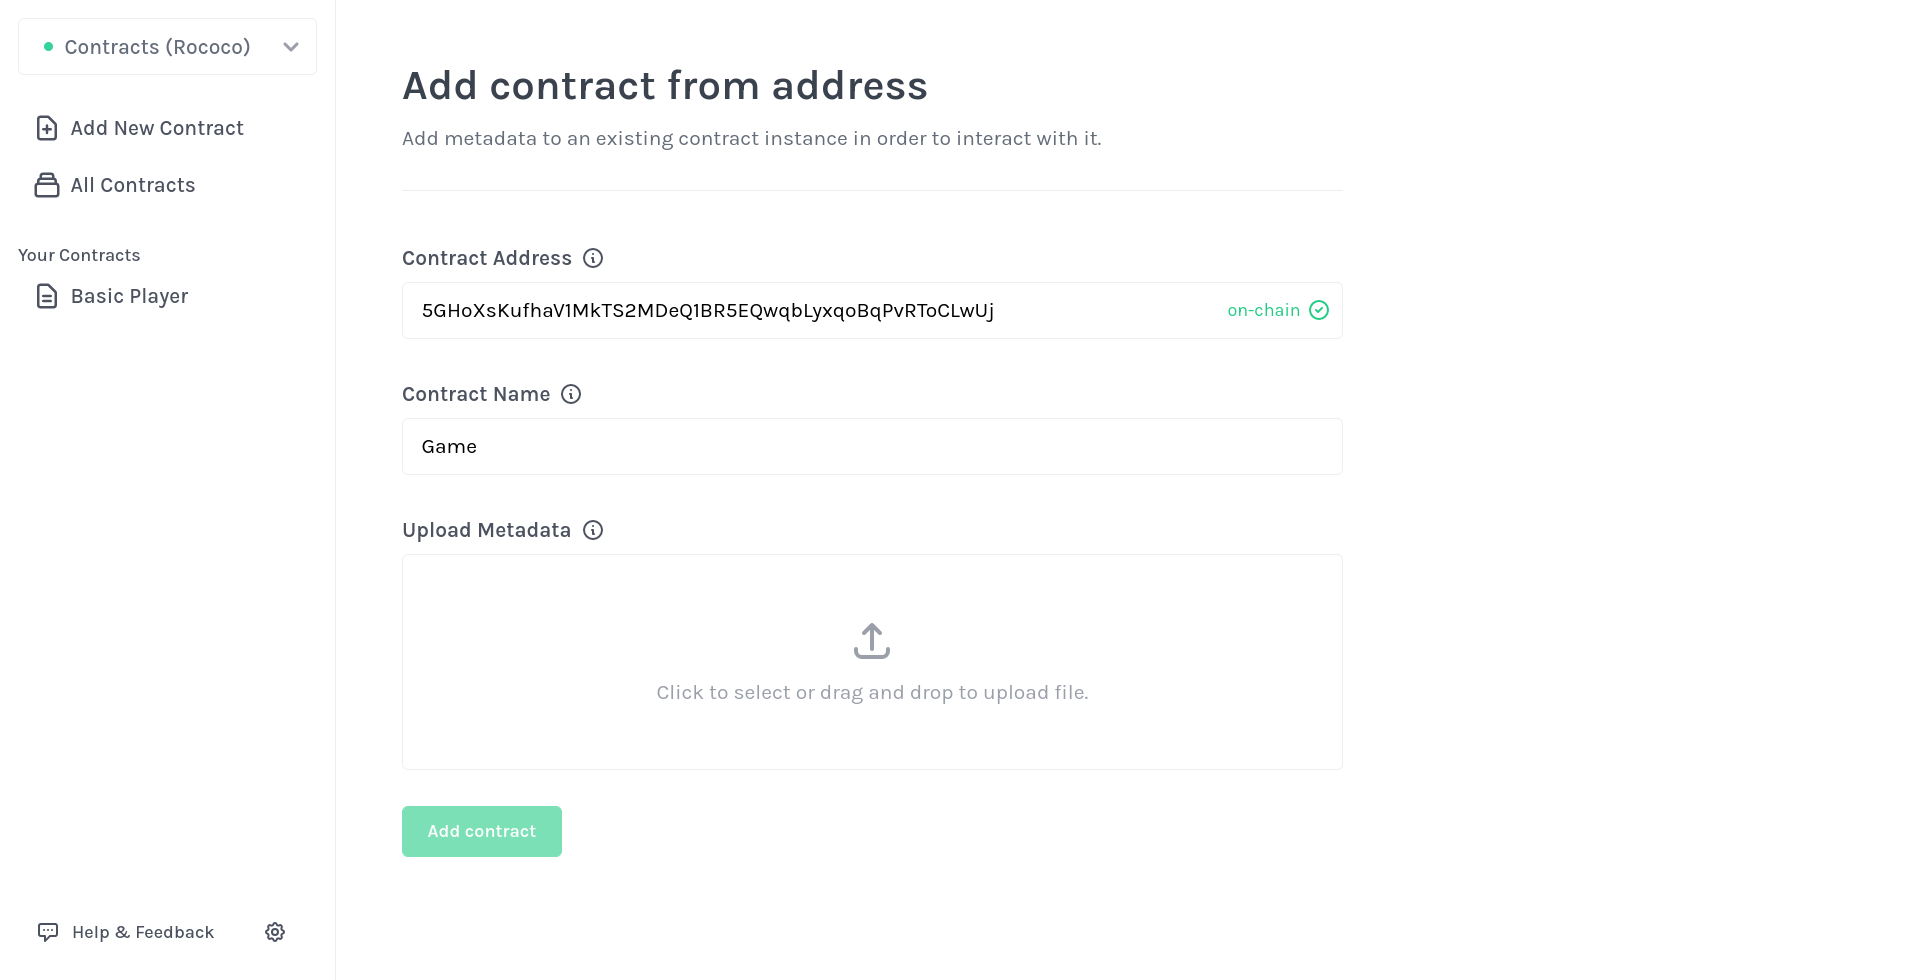 Contracts (Rococo)
Add New Contract
All Contracts
Your Contracts
Basic Player
Help & Feedback
Add contract from address
Add metadata to an existing contract instance in order to interact with it.
Contract Address
5GHoXsKufhaV1MkTS2MDeQ1BR5EQwqbLyxqoBqPvRToCLwUj
on-chain
Contract Name
Game
Upload Metadata
Click to select or drag and drop to upload file.
Add contract